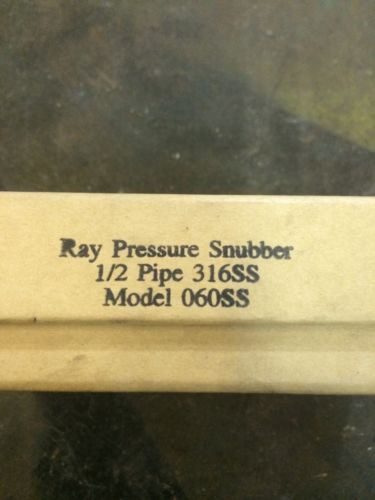 Ray Pressure Snubber
1/2 Pipe 316SS
Model 060SS